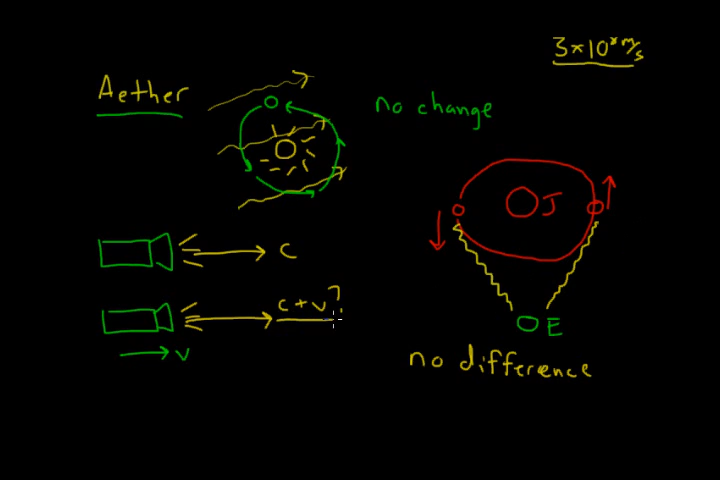 3×10⁸ m/s
Aether
no change
J
c
c + v?
v
E
no difference